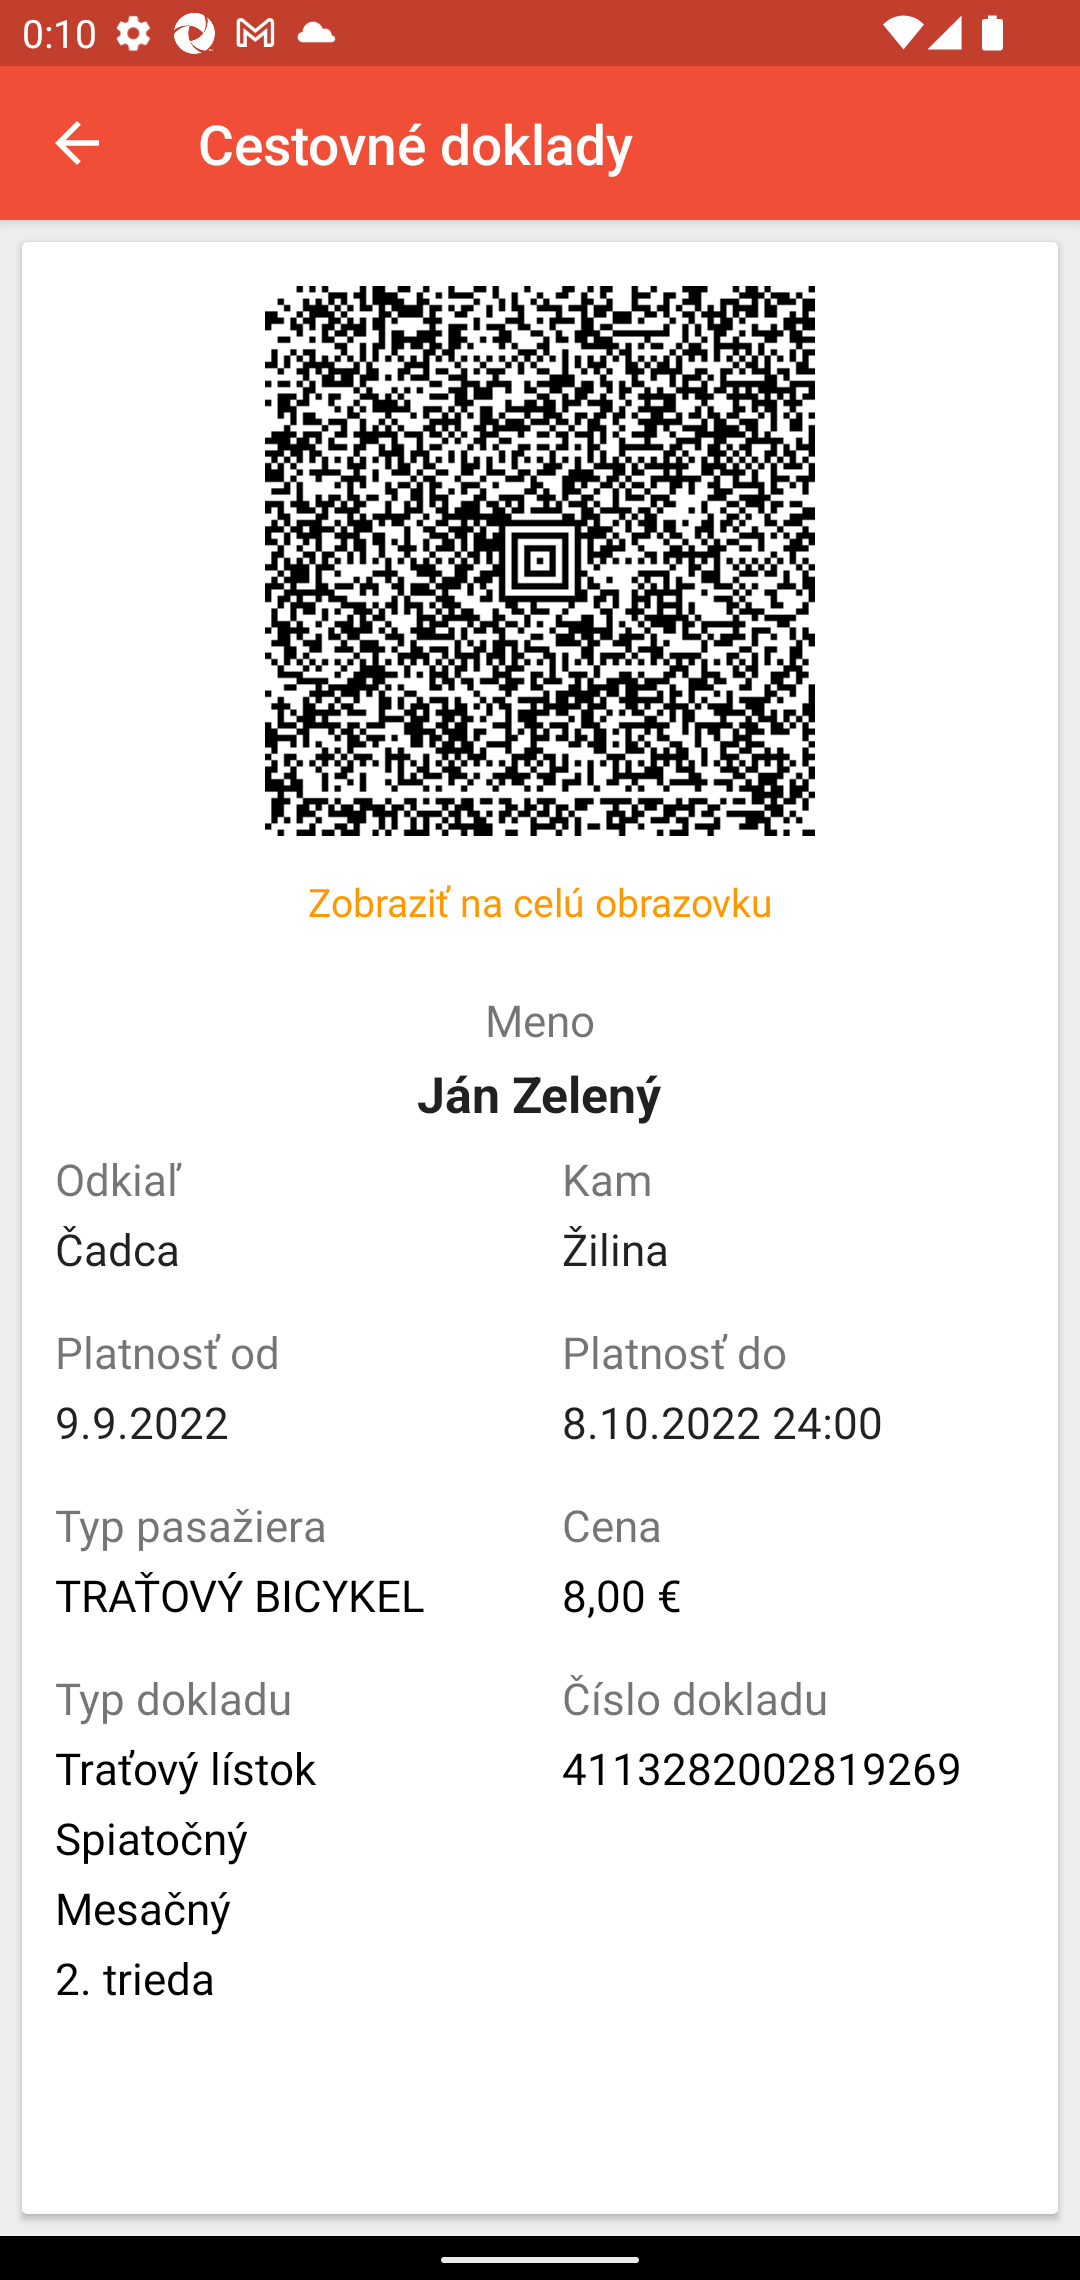 0:10
Cestovné doklady
Zobraziť na celú obrazovku
Meno
Ján Zelený
Odkiaľ
Kam
Čadca
Žilina
Platnosť od
Platnosť do
9.9.2022
8.10.2022 24:00
Typ pasažiera
Cena
TRAŤOVÝ BICYKEL
8,00 €
Typ dokladu
Číslo dokladu
Traťový lístok
4113282002819269
Spiatočný
Mesačný
2. trieda